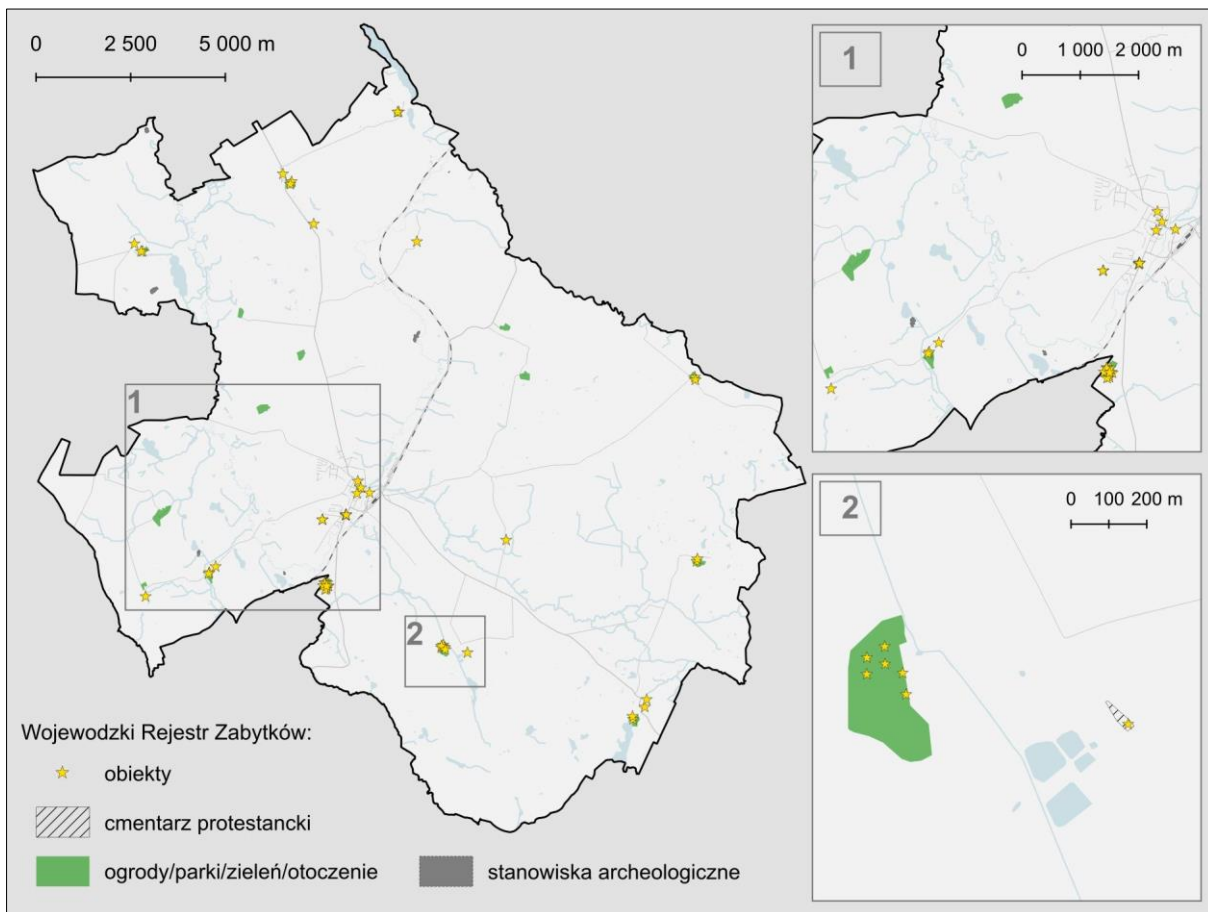 0 2 500 5 000 m
1
2
Wojewodzki Rejestr Zabytków:
obiekty
cmentarz protestancki
ogrody/parki/zieleń/otoczenie
stanowiska archeologiczne
1
0 1 000 2 000 m
2
0 100 200 m